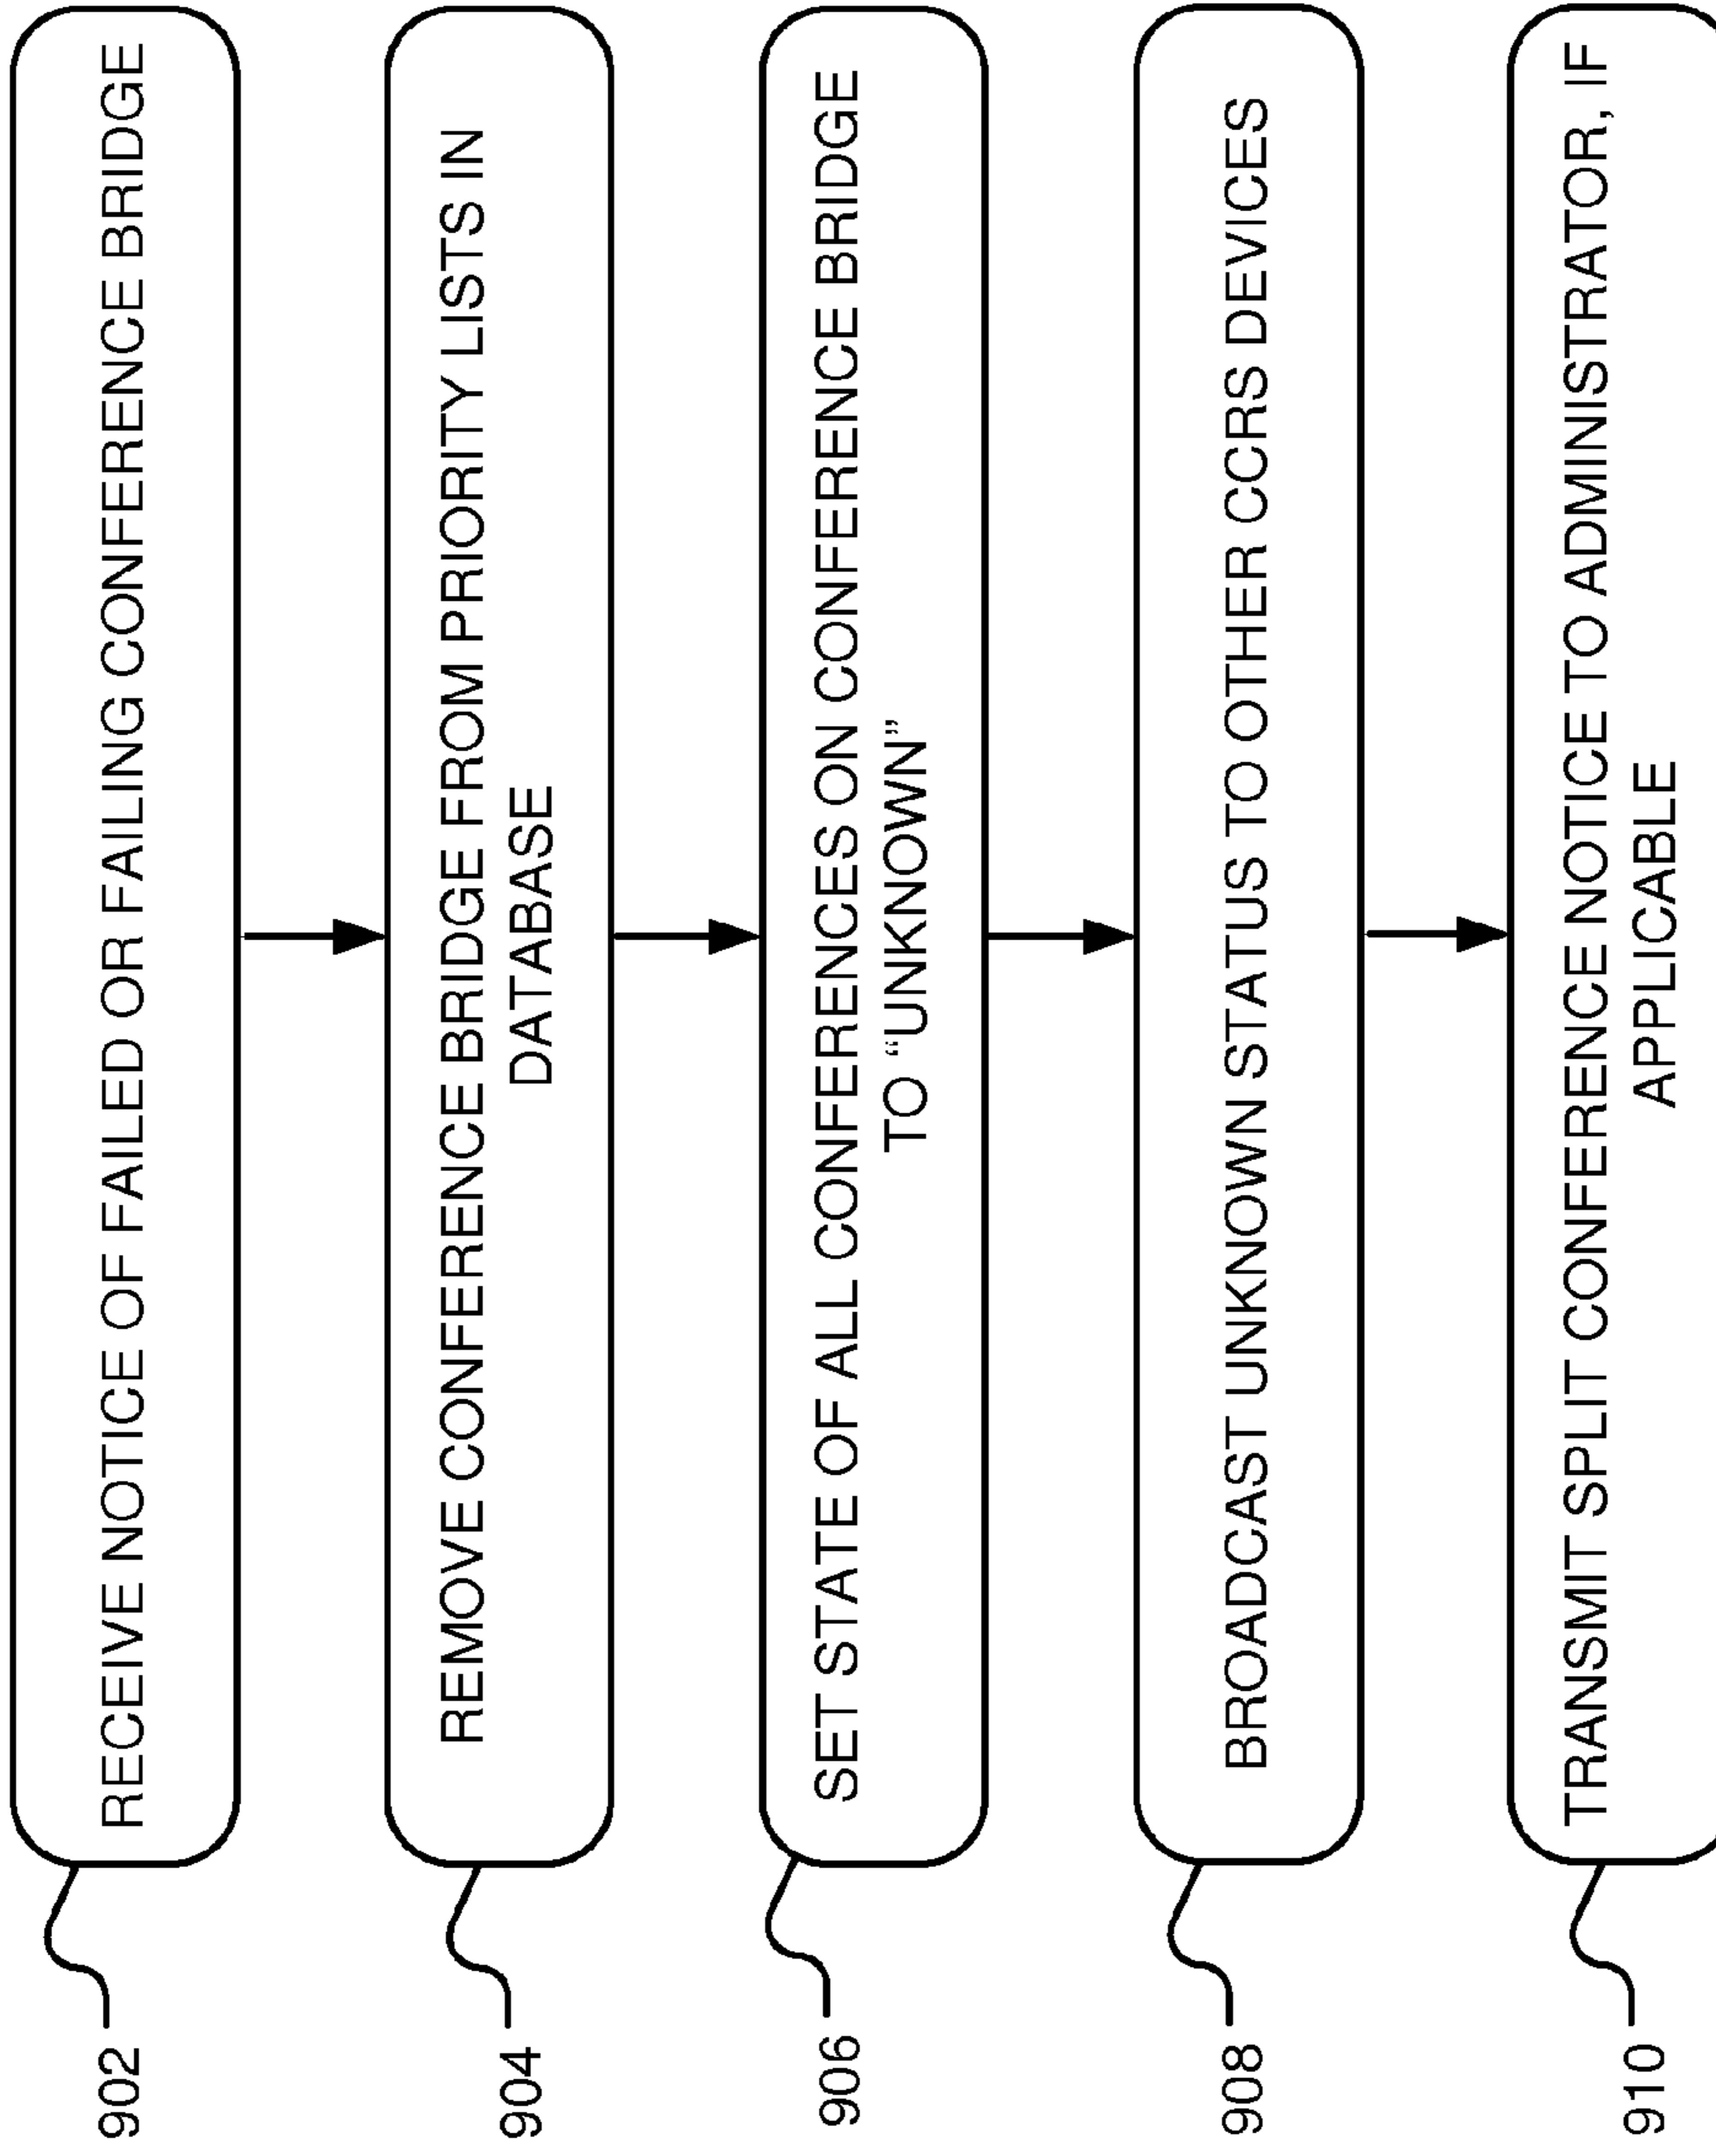 902
RECEIVE NOTICE OF FAILED OR FAILING CONFERENCE BRIDGE
904
REMOVE CONFERENCE BRIDGE FROM PRIORITY LISTS IN
DATABASE
906
SET STATE OF ALL CONFERENCES ON CONFERENCE BRIDGE
TO “UNKNOWN”
908
BROADCAST UNKNOWN STATUS TO OTHER CCRS DEVICES
910
TRANSMIT SPLIT CONFERENCE NOTICE TO ADMINISTRATOR, IF
APPLICABLE